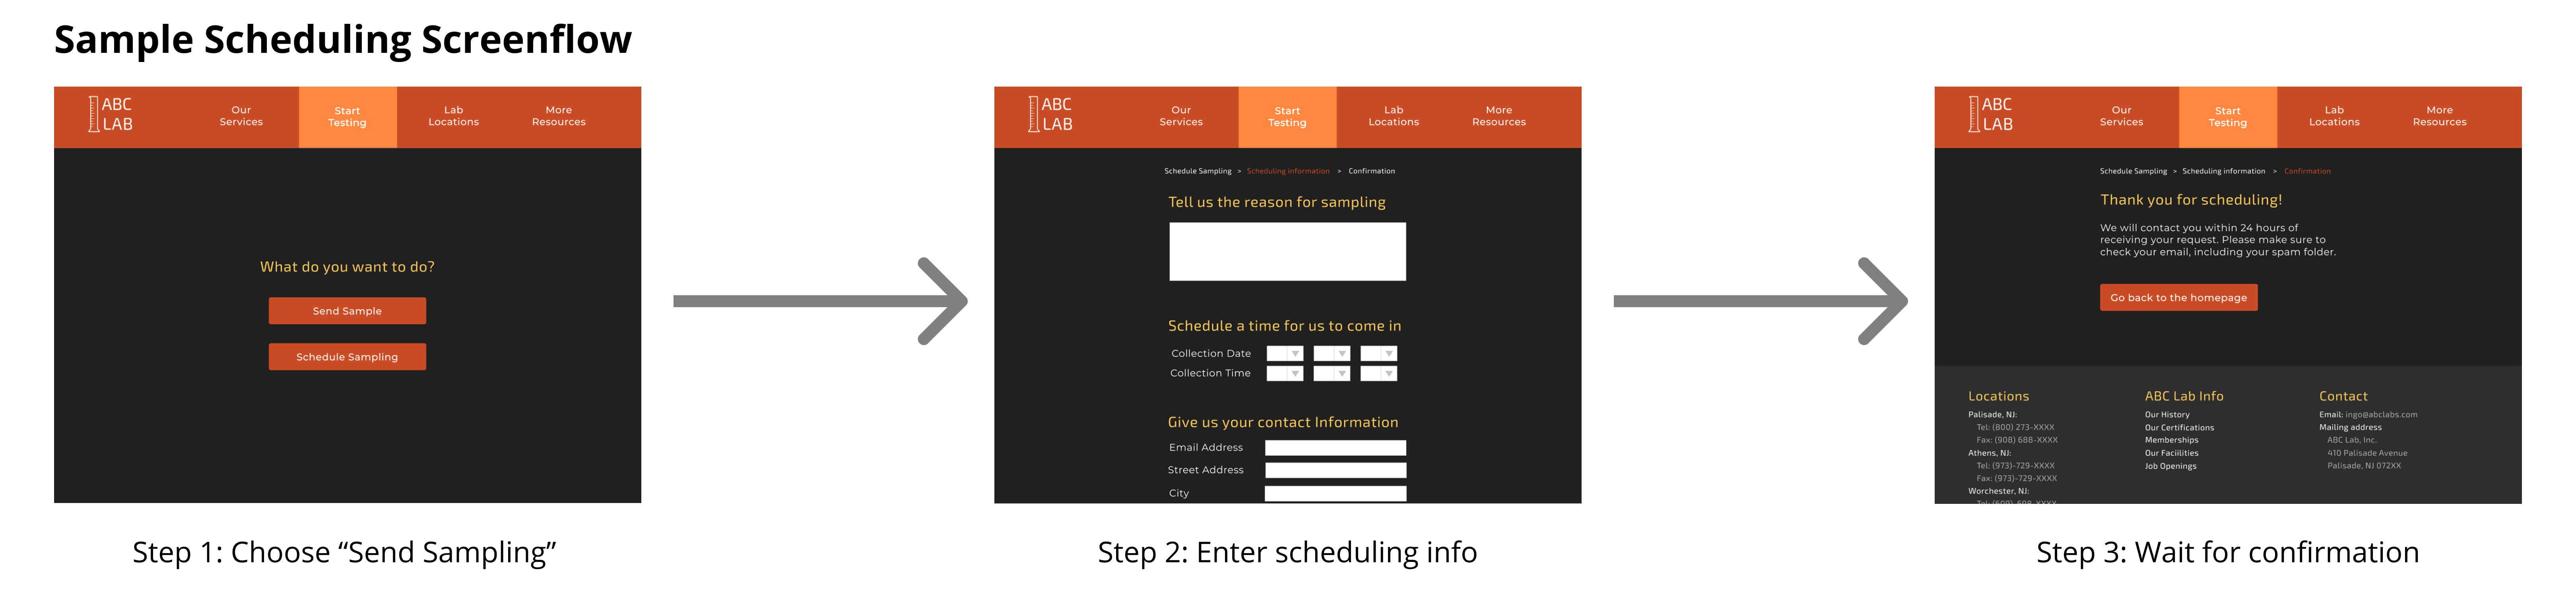 Sample Scheduling Screenflow
ABC
LAB
Our
Services
Start
Testing
Lab
Locations
More
Resources
What do you want to do?
Send Sample
Schedule Sampling
Step 1: Choose “Send Sampling”
ABC
LAB
Our
Services
Start
Testing
Lab
Locations
More
Resources
Schedule Sampling > Scheduling information > Confirmation
Tell us the reason for sampling
Schedule a time for us to come in
Collection Date
Collection Time
Give us your contact Information
Email Address
Street Address
City
Step 2: Enter scheduling info
ABC
LAB
Our
Services
Start
Testing
Lab
Locations
More
Resources
Schedule Sampling > Scheduling information > Confirmation
Thank you for scheduling!
We will contact you within 24 hours of
receiving your request. Please make sure to
check your email, including your spam folder.
Go back to the homepage
Locations
Palisade, NJ:
Tel: (800) 273-XXXX
Fax: (908) 688-XXXX
Athens, NJ:
Tel: (973)-729-XXXX
Fax: (973)-729-XXXX
Worchester, NJ:
ABC Lab Info
Our History
Our Certifications
Memberships
Our Faciilities
Job Openings
Contact
Email: ingo@abclabs.com
Mailing address
ABC Lab, Inc.
410 Palisade Avenue
Palisade, NJ 072XX
Step 3: Wait for confirmation